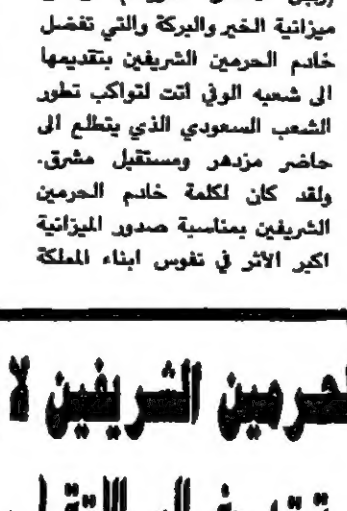 ميزانية الخير والبركة والتي تفضل
خادم الحرمين الشريفين بتقديمها
الى شعبه الوفي اتت لتواكب تطور
الشعب السعودي الذي يتطلع الى
حاضر مزدهر ومستقبل مشرق.
ولقد كان لكلمة خادم الحرمين
الشريفين بمناسبة صدور الميزانية
اكبر الأثر في نفوس ابناء المملكة
لحرمين الشريفين لا